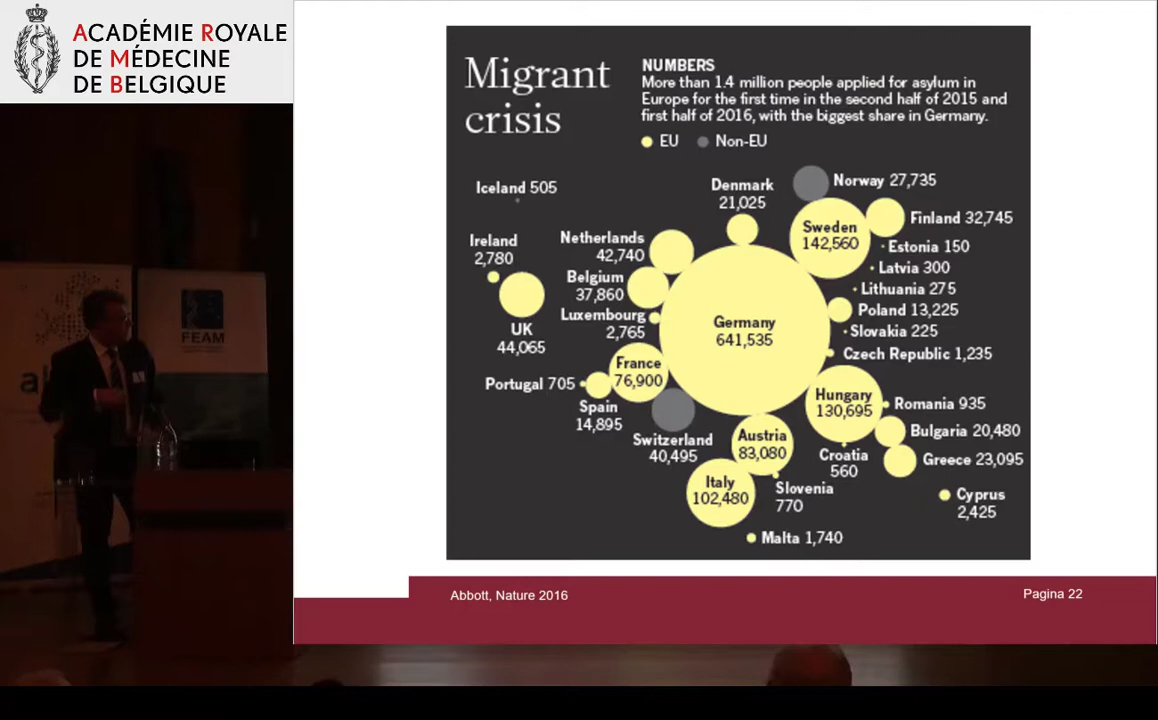 ACADÉMIE ROYALE
DE MÉDECINE
DE BELGIQUE
FEAM
Migrant
crisis
NUMBERS
More than 1.4 million people applied for asylum in
Europe for the first time in the second half of 2015 and
first half of 2016, with the biggest share in Germany.
EU
Non-EU
Iceland 505
Denmark
21,025
Norway 27,735
Finland 32,745
Sweden
142,560
Ireland
2,780
Netherlands
42,740
Estonia 150
Latvia 300
Belgium
37,860
Lithuania 275
Luxembourg
2,765
Poland 13,225
UK
44,065
Germany
641,535
Slovakia 225
Czech Republic 1,235
France
76,900
Portugal 705
Spain
14,895
Hungary
130,695
Romania 935
Bulgaria 20,480
Switzerland
40,495
Austria
83,080
Croatia
560
Greece 23,095
Italy
102,480
Slovenia
770
Cyprus
2,425
Malta 1,740
Abbott, Nature 2016
Pagina 22